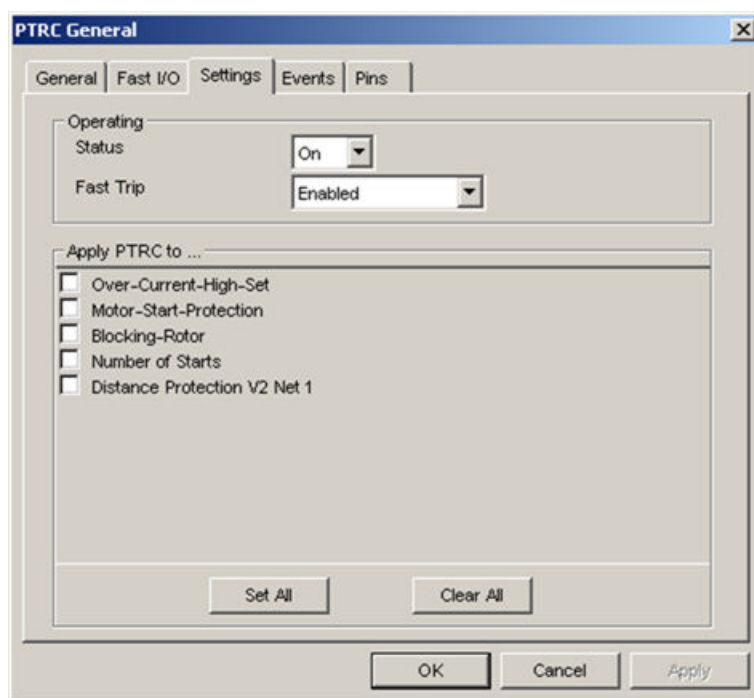 PTRC General
General Fast I/O Settings Events Pins
Operating
Status On
Fast Trip Enabled
Apply PTRC to ...
Over-Current-High-Set
Motor-Start-Protection
Blocking-Rotor
Number of Starts
Distance Protection V2 Net 1
Set All Clear All
OK Cancel Apply